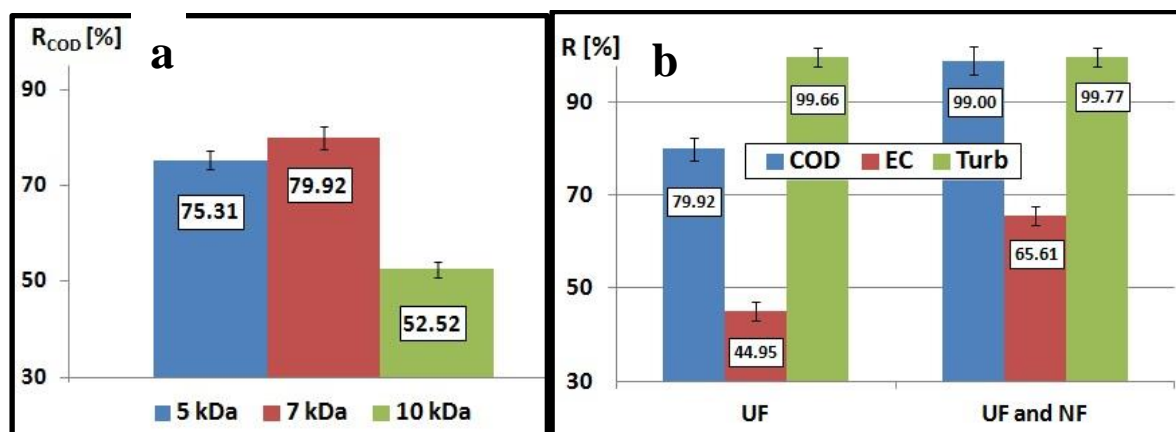 R_COD [%]
a
90
70
50
30
75.31
79.92
52.52
5 kDa 7 kDa 10 kDa
R [%]
b
90
70
50
30
COD EC Turb
79.92
44.95
99.66
99.00
65.61
99.77
UF
UF and NF